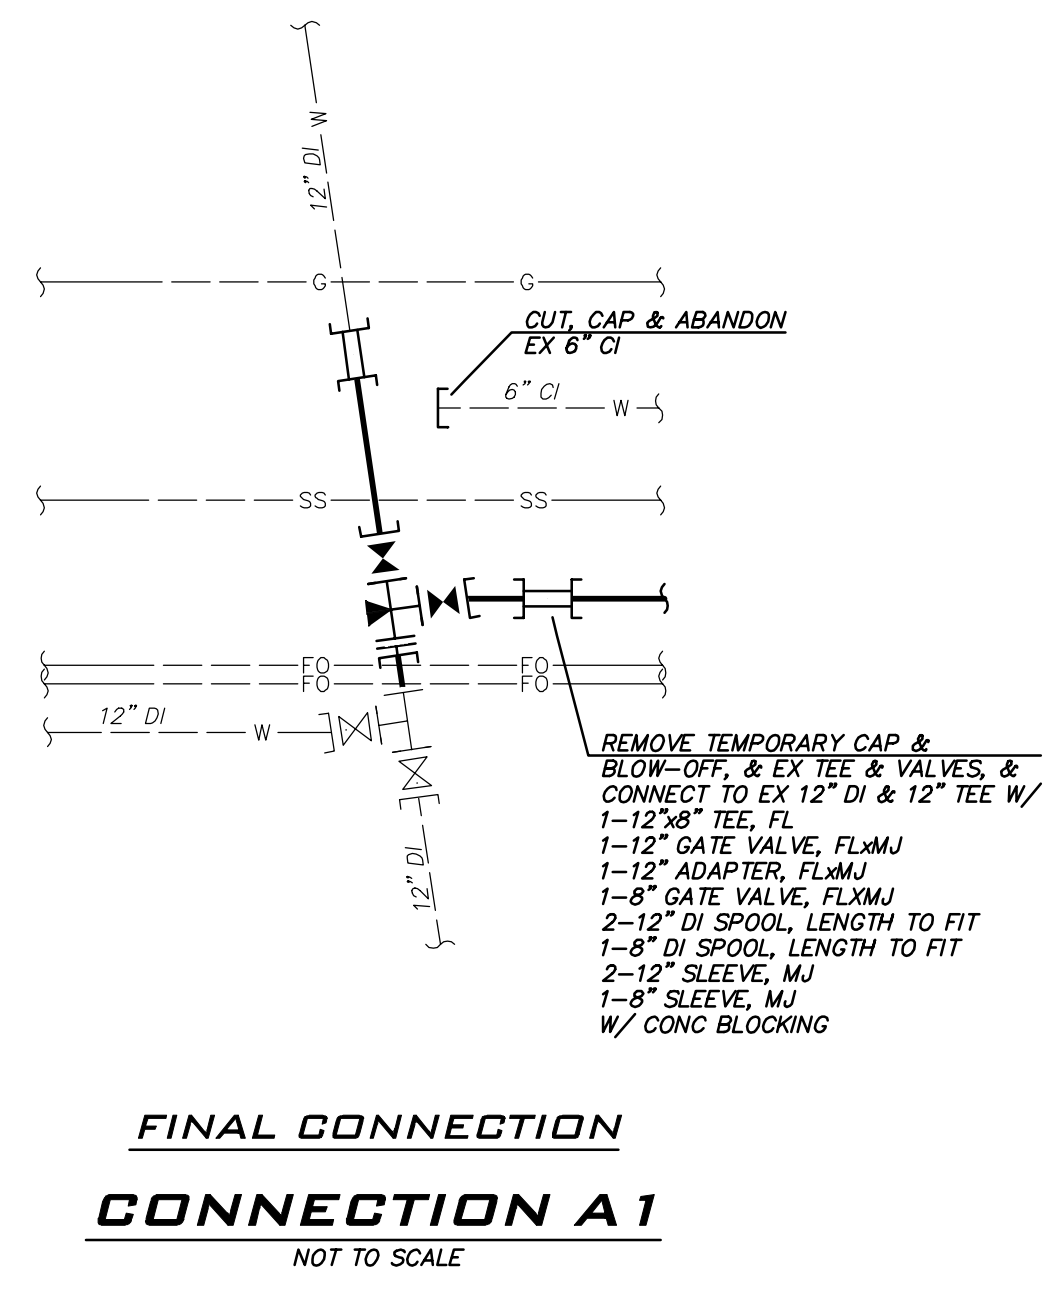 12" DI W
G G
CUT, CAP & ABANDON
EX 6" CI
6" CI
W
SS SS
FO FO
FO FO
12" DI
W
12" DI
REMOVE TEMPORARY CAP &
BLOW-OFF, & EX TEE & VALVES, &
CONNECT TO EX 12" DI & 12" TEE W/
1-12"x8" TEE, FL
1-12" GATE VALVE, FLxMJ
1-12" ADAPTER, FLxMJ
1-8" GATE VALVE, FLXMJ
2-12" DI SPOOL, LENGTH TO FIT
1-8" DI SPOOL, LENGTH TO FIT
2-12" SLEEVE, MJ
1-8" SLEEVE, MJ
W/ CONC BLOCKING
FINAL CONNECTION
CONNECTION A1
NOT TO SCALE